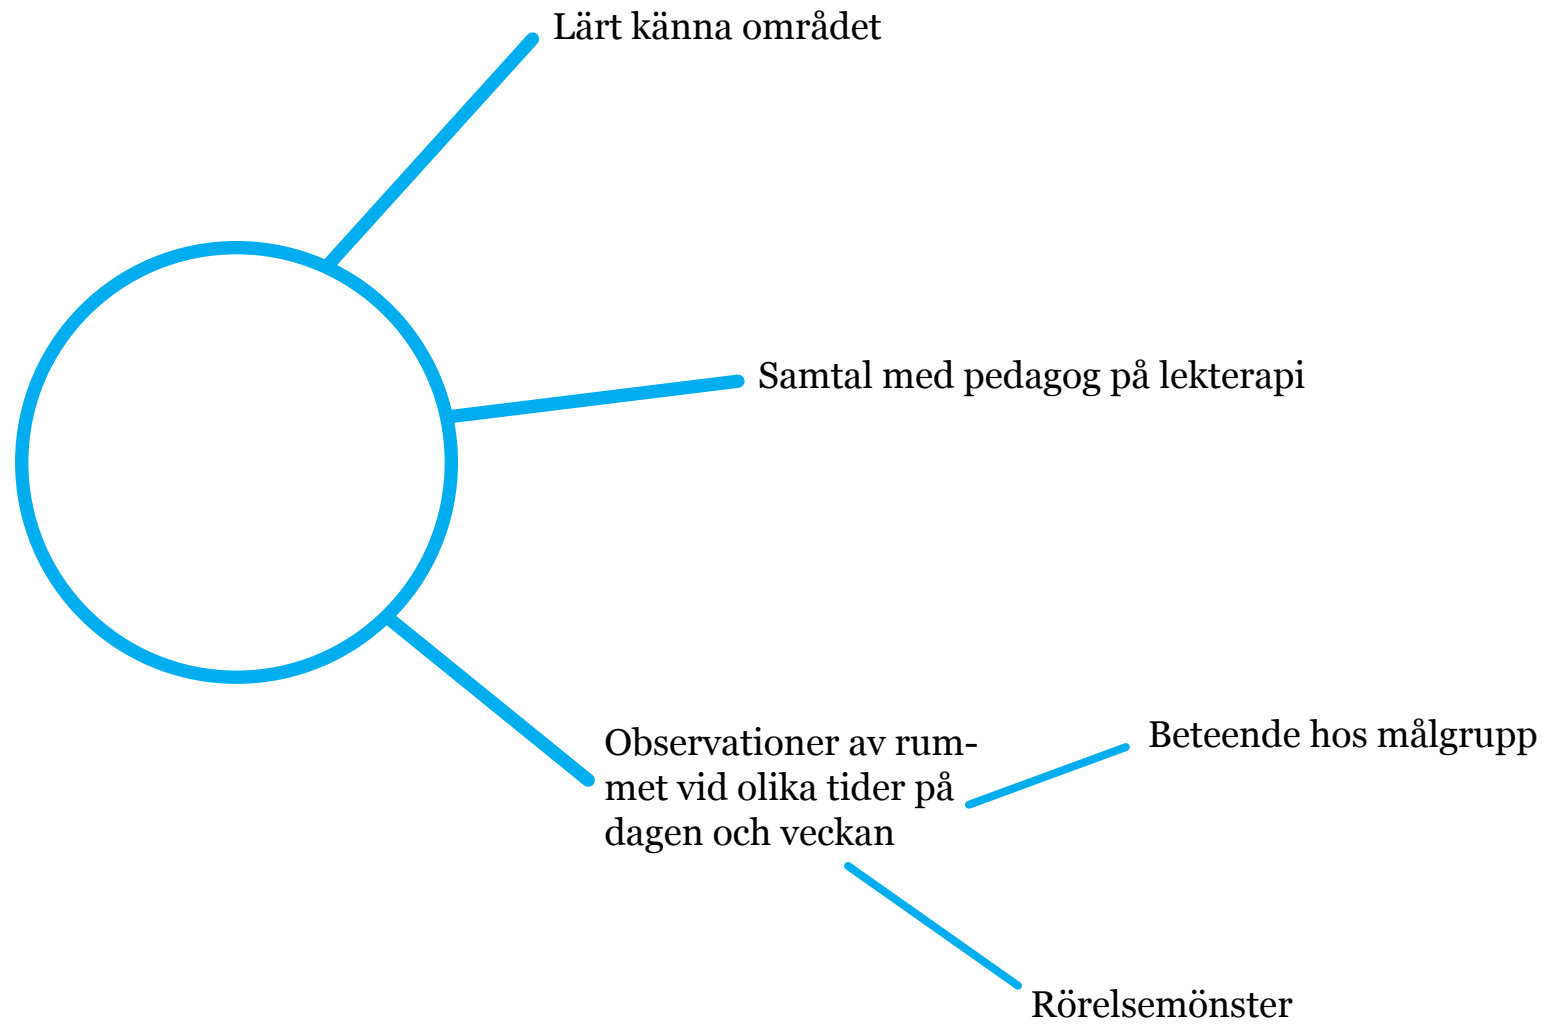 Lärt känna området
Samtal med pedagog på lekterapi
Observationer av rum-
met vid olika tider på
dagen och veckan
Beteende hos målgrupp
Rörelsemönster